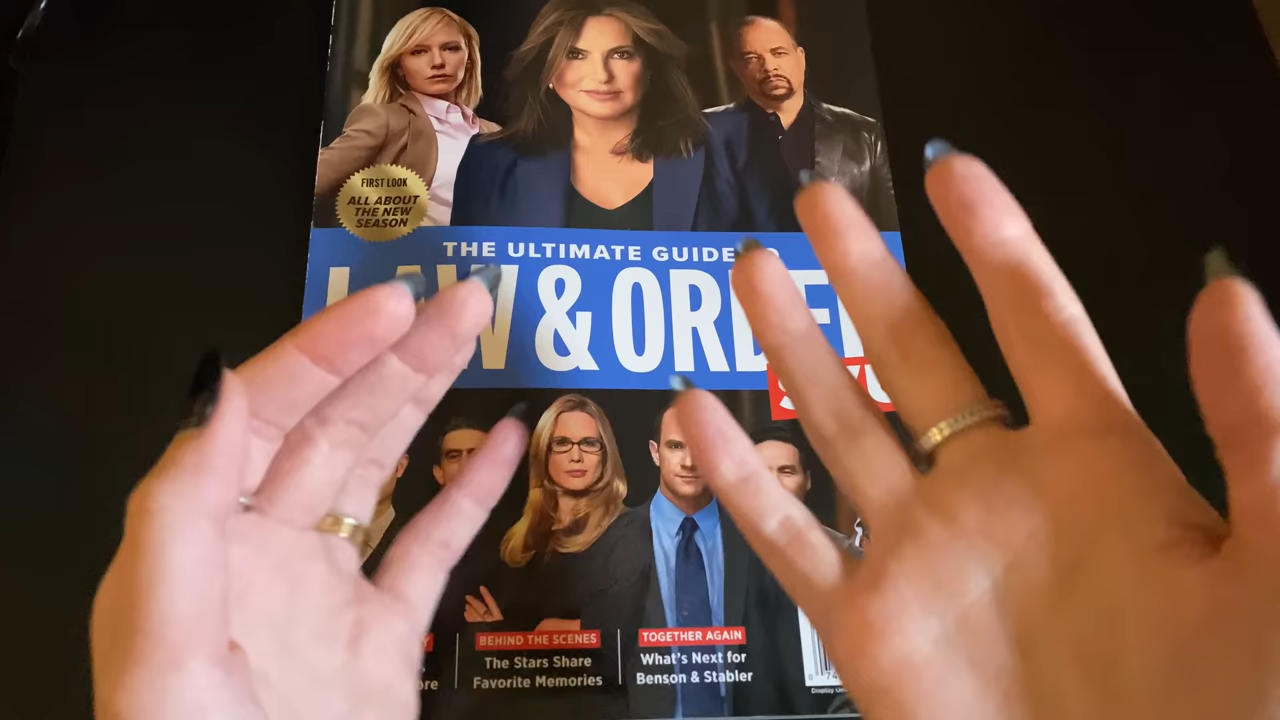 FIRST LOOK
ALL ABOUT
THE NEW
SEASON
THE ULTIMATE GUIDE
& ORDER
BEHIND THE SCENES
The Stars Share
Favorite Memories
TOGETHER AGAIN
What's Next for
Benson & Stabler